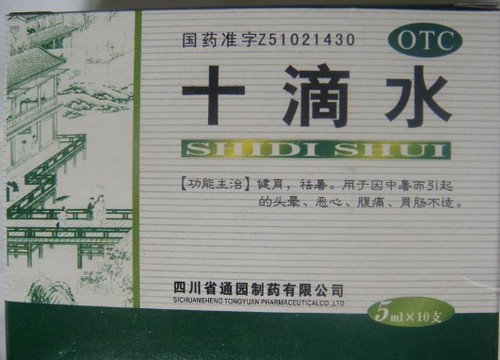 国药准字Z51021430
OTC
十滴水
SHIDI SHUI
【功能主治】健胃，祛暑。用于因中暑而引起
的头晕、恶心、腹痛、胃肠不适。
四川省通园制药有限公司
SICHUANSHENG TONGYUAN PHARMACEUTICAL CO.,LTD
5ml×10支